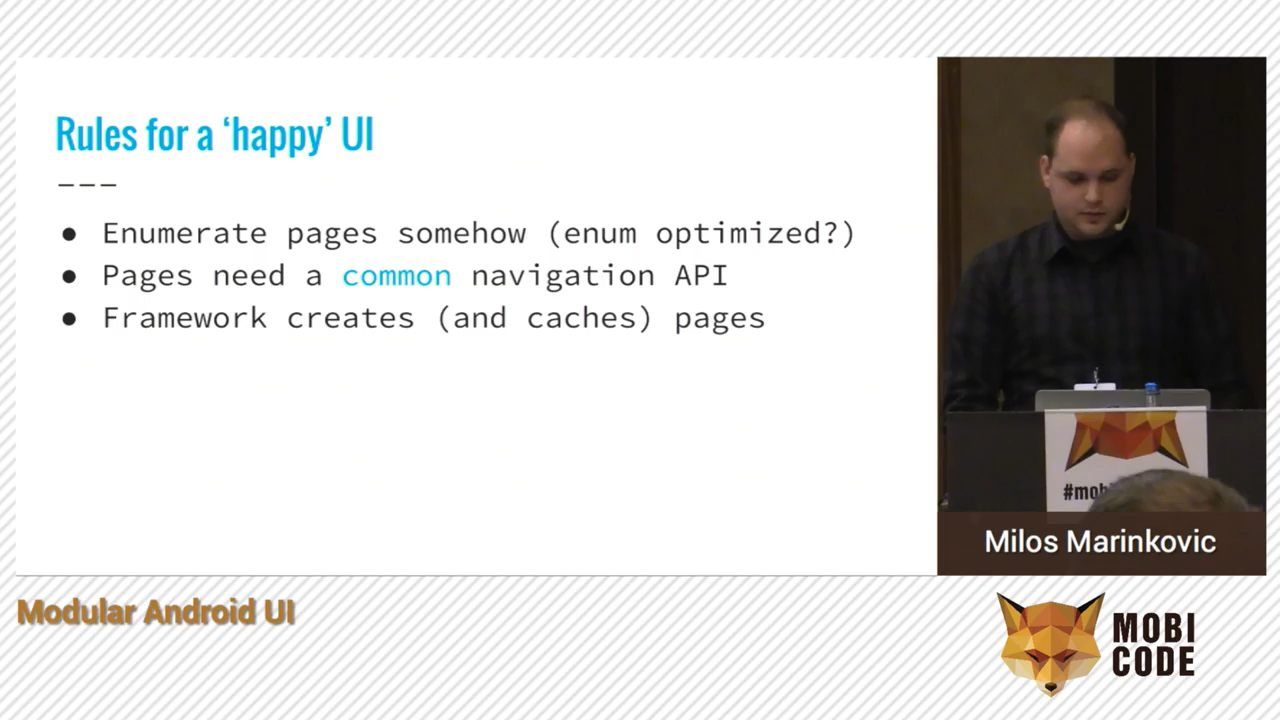 Rules for a ‘happy’ UI
———
● Enumerate pages somehow (enum optimized?)
● Pages need a common navigation API
● Framework creates (and caches) pages
#mob
Milos Marinkovic
Modular Android UI
MOBI
CODE